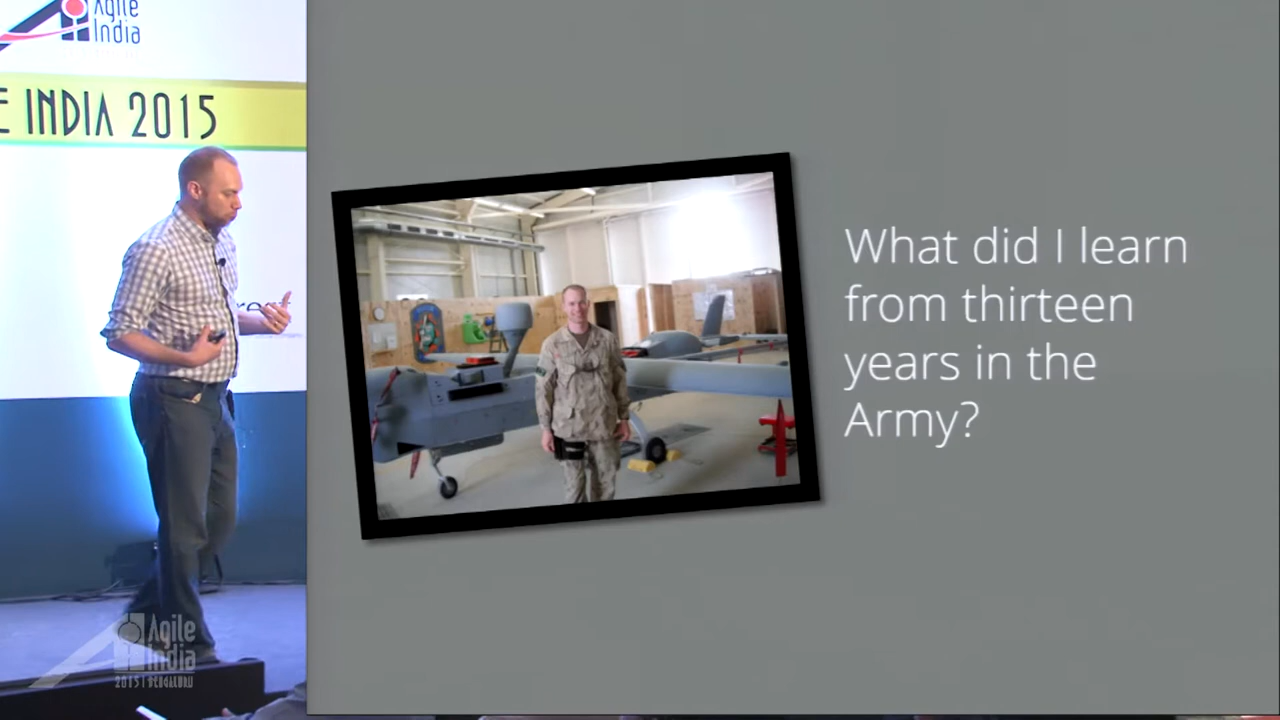 Agile
India
E INDIA 2015
What did I learn
from thirteen
years in the
Army?
Agile
India
2015 | BENGALURU